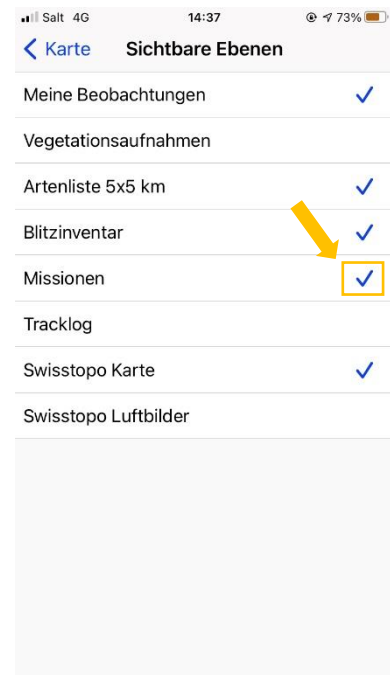 Salt 4G 14:37 73%
Karte Sichtbare Ebenen
Meine Beobachtungen
Vegetationsaufnahmen
Artenliste 5x5 km
Blitzinventar
Missionen
Tracklog
Swisstopo Karte
Swisstopo Luftbilder